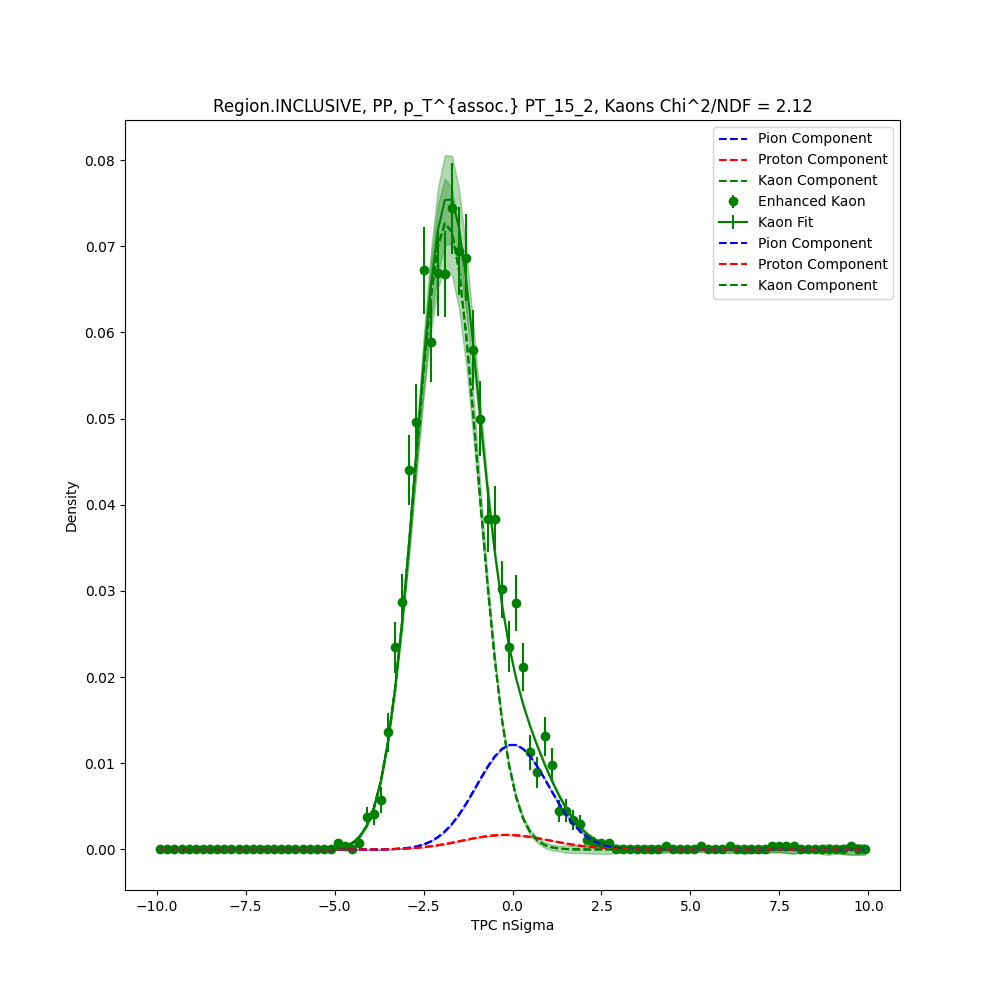 Region.INCLUSIVE, PP, p_T^{assoc.} PT_15_2, Kaons Chi^2/NDF = 2.12
Pion Component
Proton Component
Kaon Component
Enhanced Kaon
Kaon Fit
Pion Component
Proton Component
Kaon Component
0.08
0.07
0.06
0.05
0.04
0.03
0.02
0.01
0.00
Density
−10.0 −7.5 −5.0 −2.5 0.0 2.5 5.0 7.5 10.0
TPC nSigma